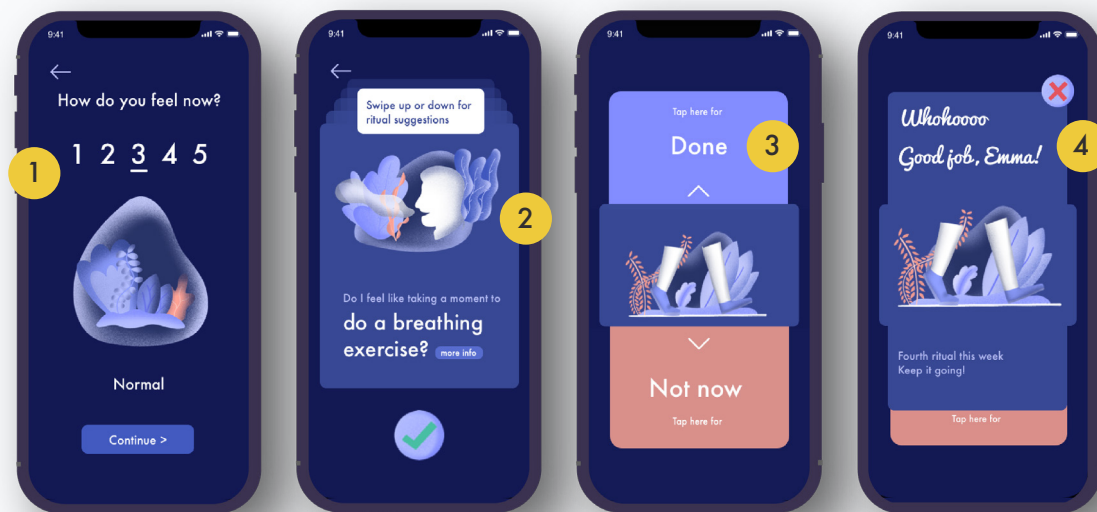 9:41
How do you feel now?
1 2 3 4 5
1
Normal
Continue >
9:41
Swipe up or down for
ritual suggestions
2
Do I feel like taking a moment to
do a breathing
exercise? more info
9:41
Tap here for
Done
3
Not now
Tap here for
9:41
Whohoooo
Good job, Emma!
4
Fourth ritual this week
Keep it going!
Tap here for